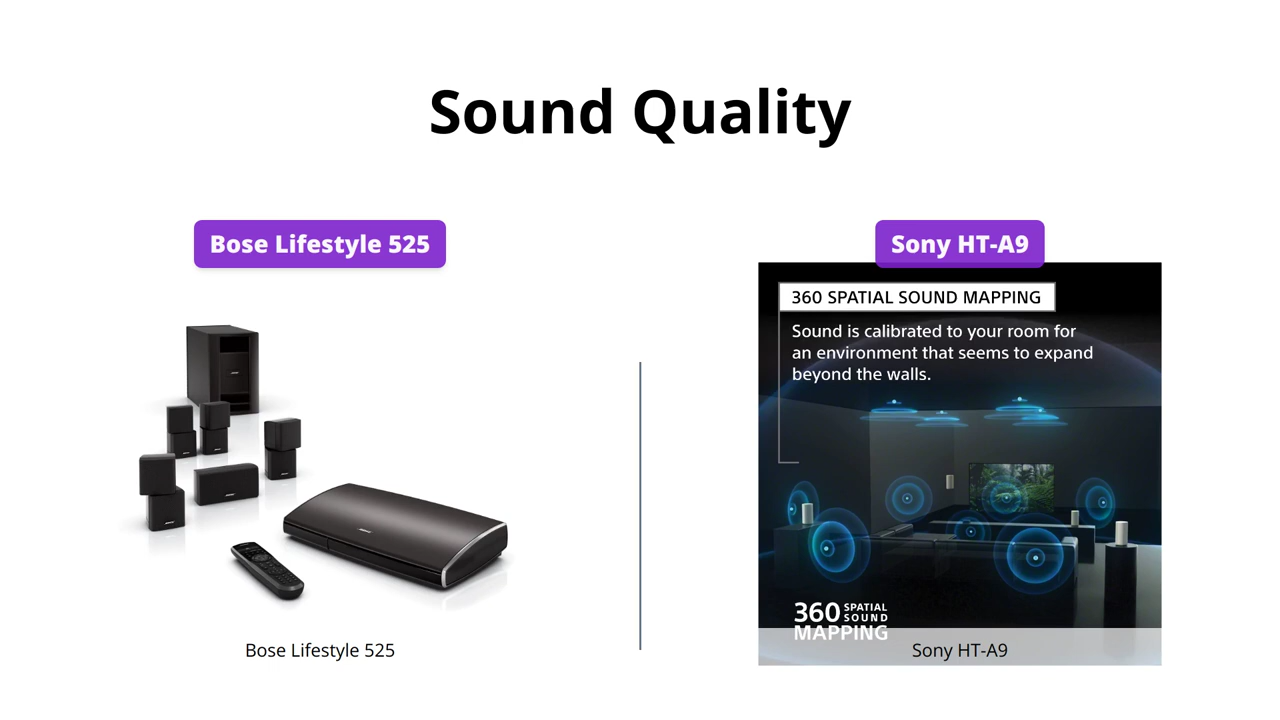 Sound Quality
Bose Lifestyle 525
Sony HT-A9
360 SPATIAL SOUND MAPPING
Sound is calibrated to your room for
an environment that seems to expand
beyond the walls.
360 SPATIAL
SOUND
MAPPING
Bose Lifestyle 525
Sony HT-A9